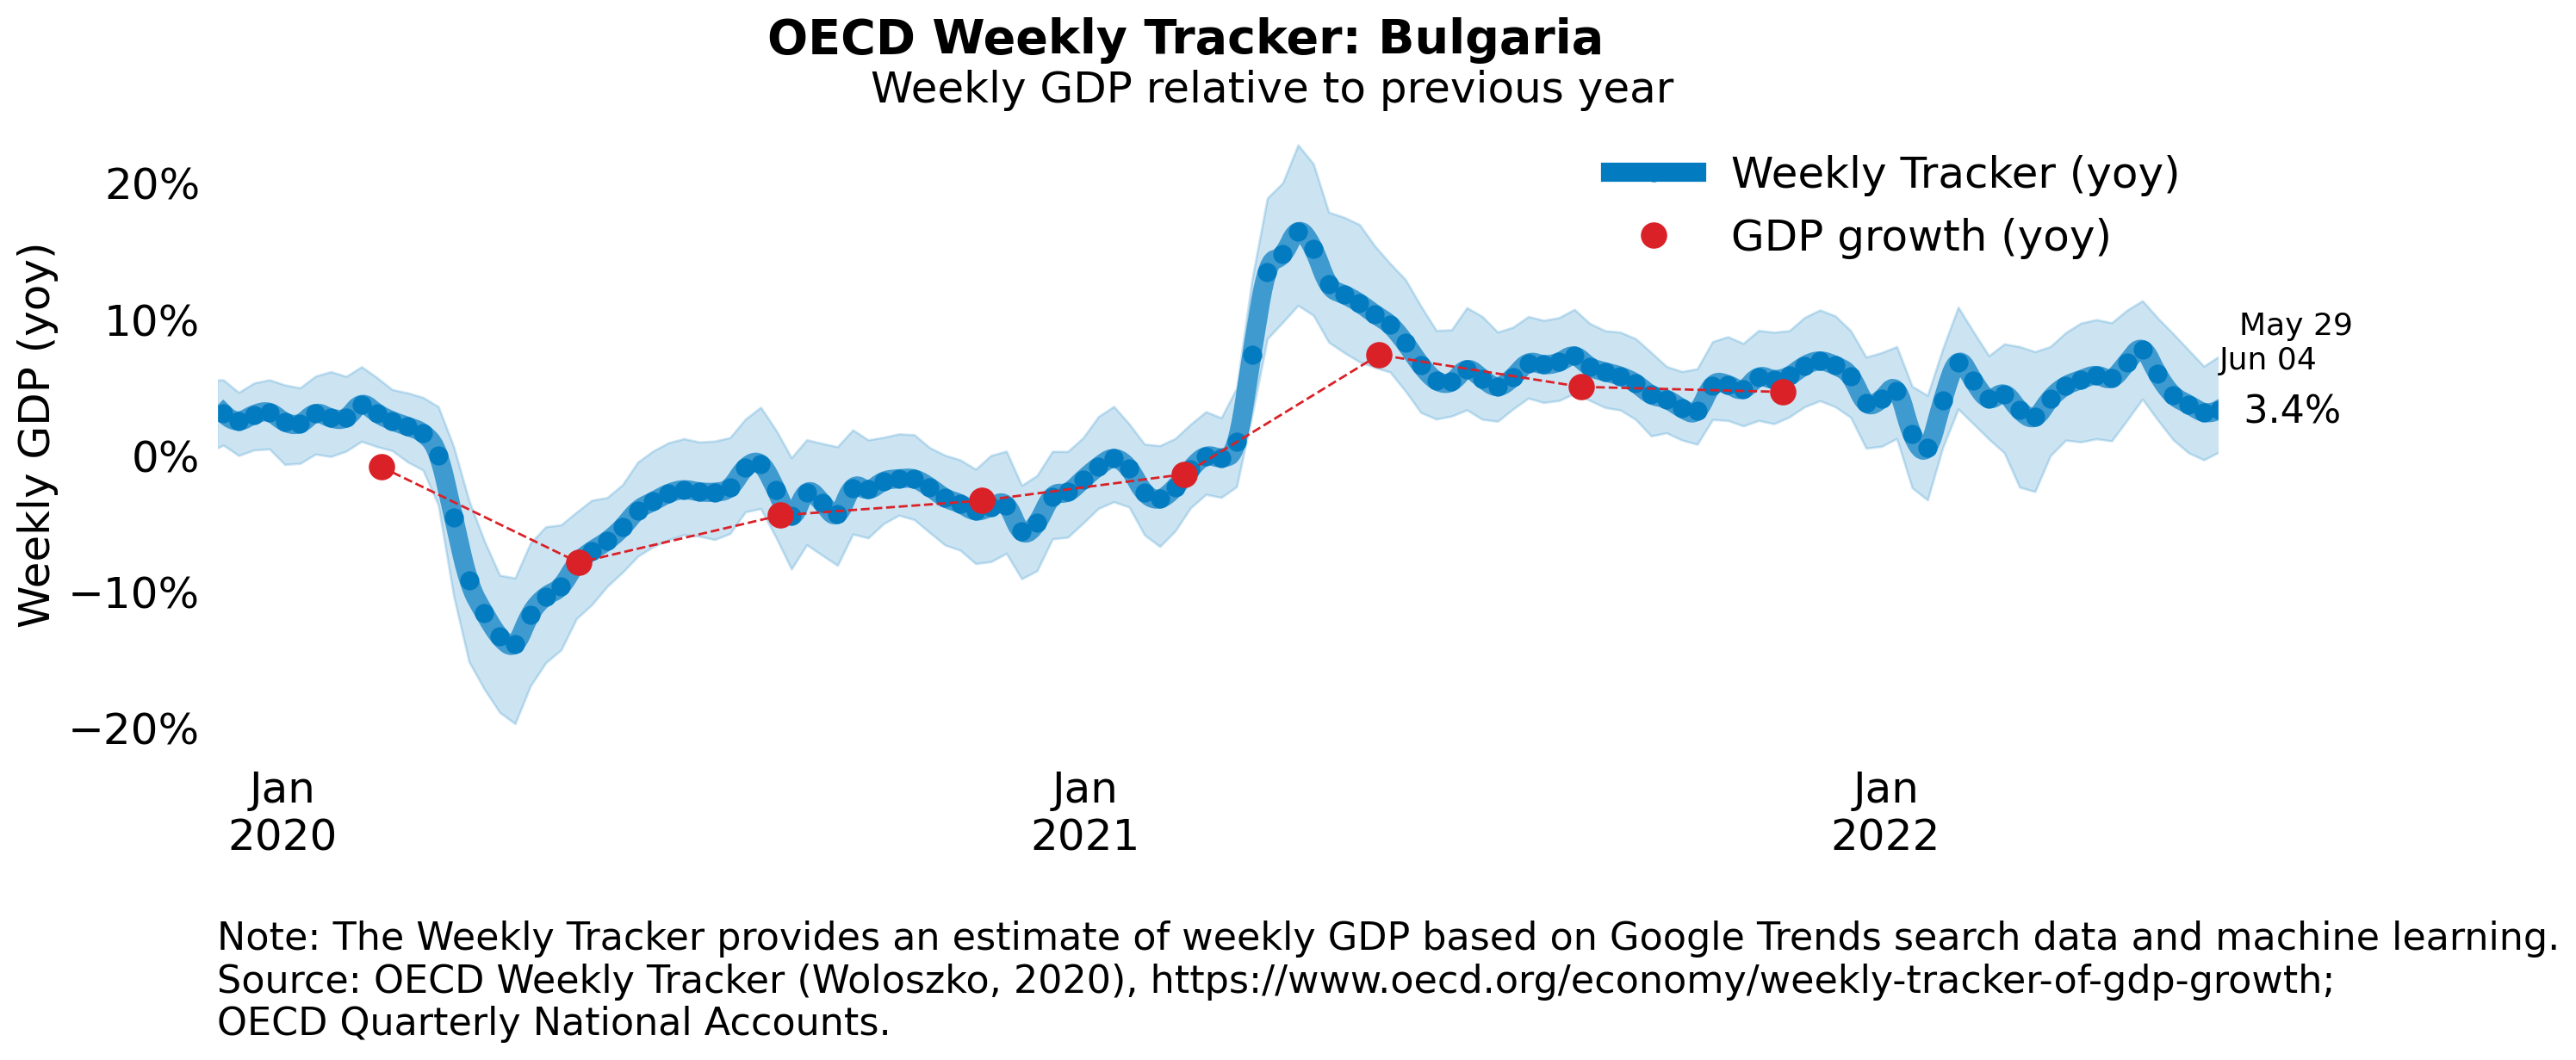 OECD Weekly Tracker: Bulgaria
Weekly GDP relative to previous year
Weekly Tracker (yoy)
GDP growth (yoy)
Weekly GDP (yoy)
20%
10%
0%
−10%
−20%
May 29
Jun 04
3.4%
Jan
2020
Jan
2021
Jan
2022
Note: The Weekly Tracker provides an estimate of weekly GDP based on Google Trends search data and machine learning.
Source: OECD Weekly Tracker (Woloszko, 2020), https://www.oecd.org/economy/weekly-tracker-of-gdp-growth;
OECD Quarterly National Accounts.